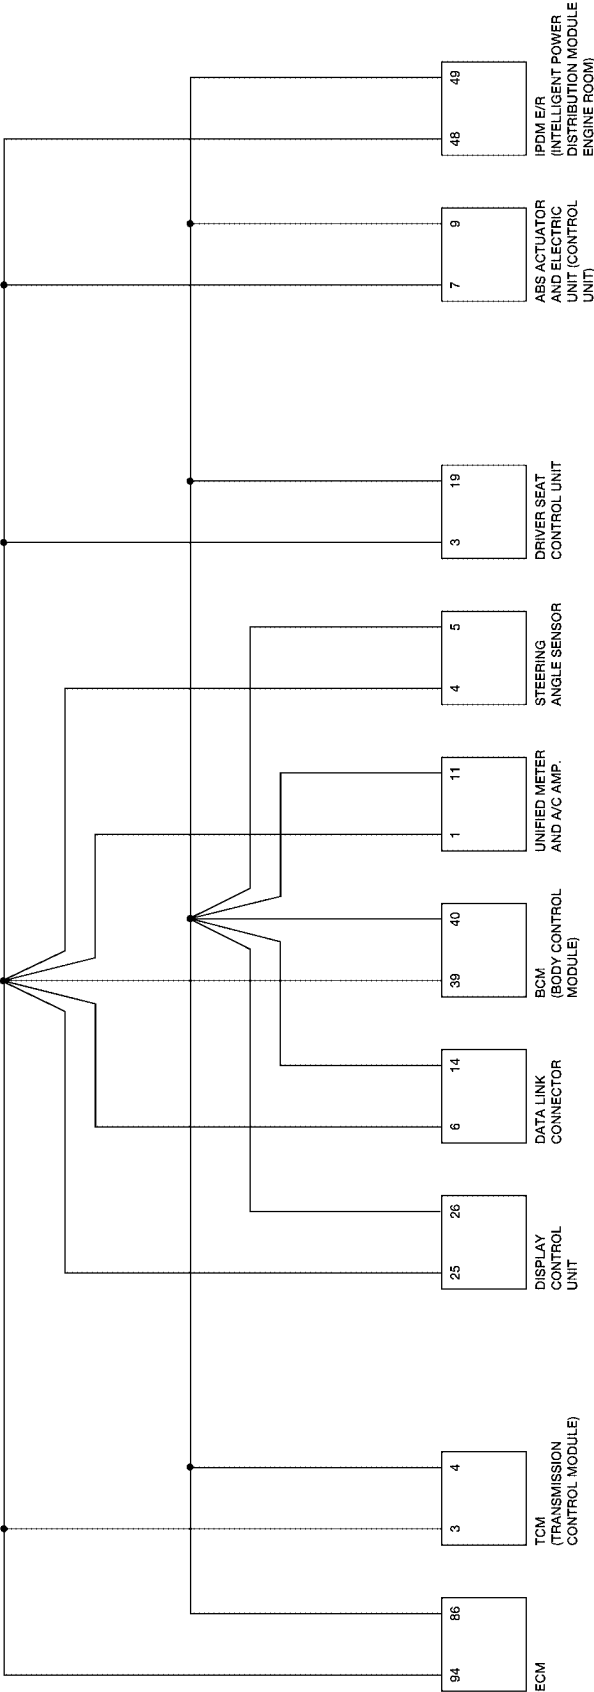 94
86
ECM
3
4
TCM
(TRANSMISSION
CONTROL MODULE)
25
26
DISPLAY
CONTROL
UNIT
6
14
DATA LINK
CONNECTOR
39
40
BCM
(BODY CONTROL
MODULE)
1
11
UNIFIED METER
AND A/C AMP.
4
5
STEERING
ANGLE SENSOR
3
19
DRIVER SEAT
CONTROL UNIT
7
9
ABS ACTUATOR
AND ELECTRIC
UNIT (CONTROL
UNIT)
48
49
IPDM E/R
(INTELLIGENT POWER
DISTRIBUTION MODULE
ENGINE ROOM)